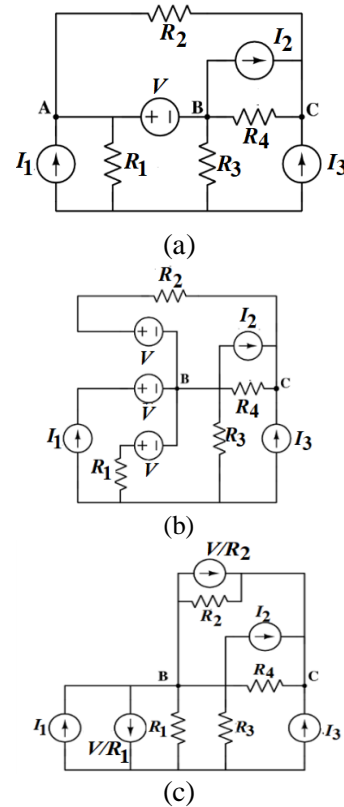 R2
I2
A
V
B
C
R4
I1
R1
R3
I3
(a)
R2
I2
V
B
C
V
R4
I1
R3
I3
R1
V
(b)
V/R2
R2
I2
B
R4
C
I1
R1
R3
I3
V/R1
(c)